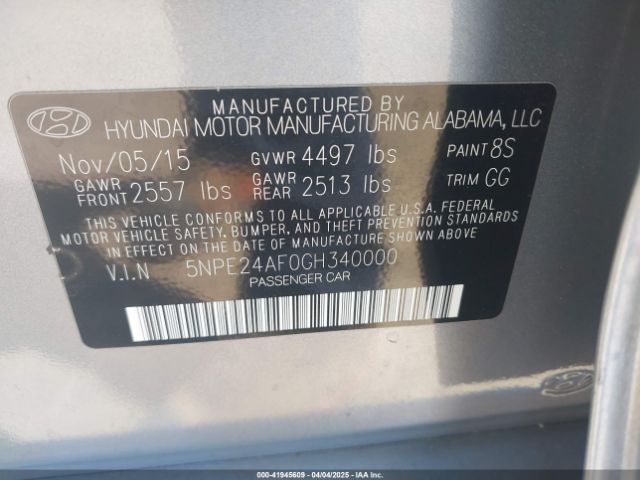 MANUFACTURED BY
HYUNDAI MOTOR MANUFACTURING ALABAMA, LLC
Nov/05/15 GVWR 4497 lbs PAINT 8S
GAWR FRONT 2557 lbs GAWR REAR 2513 lbs TRIM GG
THIS VEHICLE CONFORMS TO ALL APPLICABLE U.S.A. FEDERAL
MOTOR VEHICLE SAFETY, BUMPER, AND THEFT PREVENTION STANDARDS
IN EFFECT ON THE DATE OF MANUFACTURE SHOWN ABOVE
V.I.N 5NPE24AF0GH340000
PASSENGER CAR
000-41945609 - 04/04/2025 - IAAI.COM